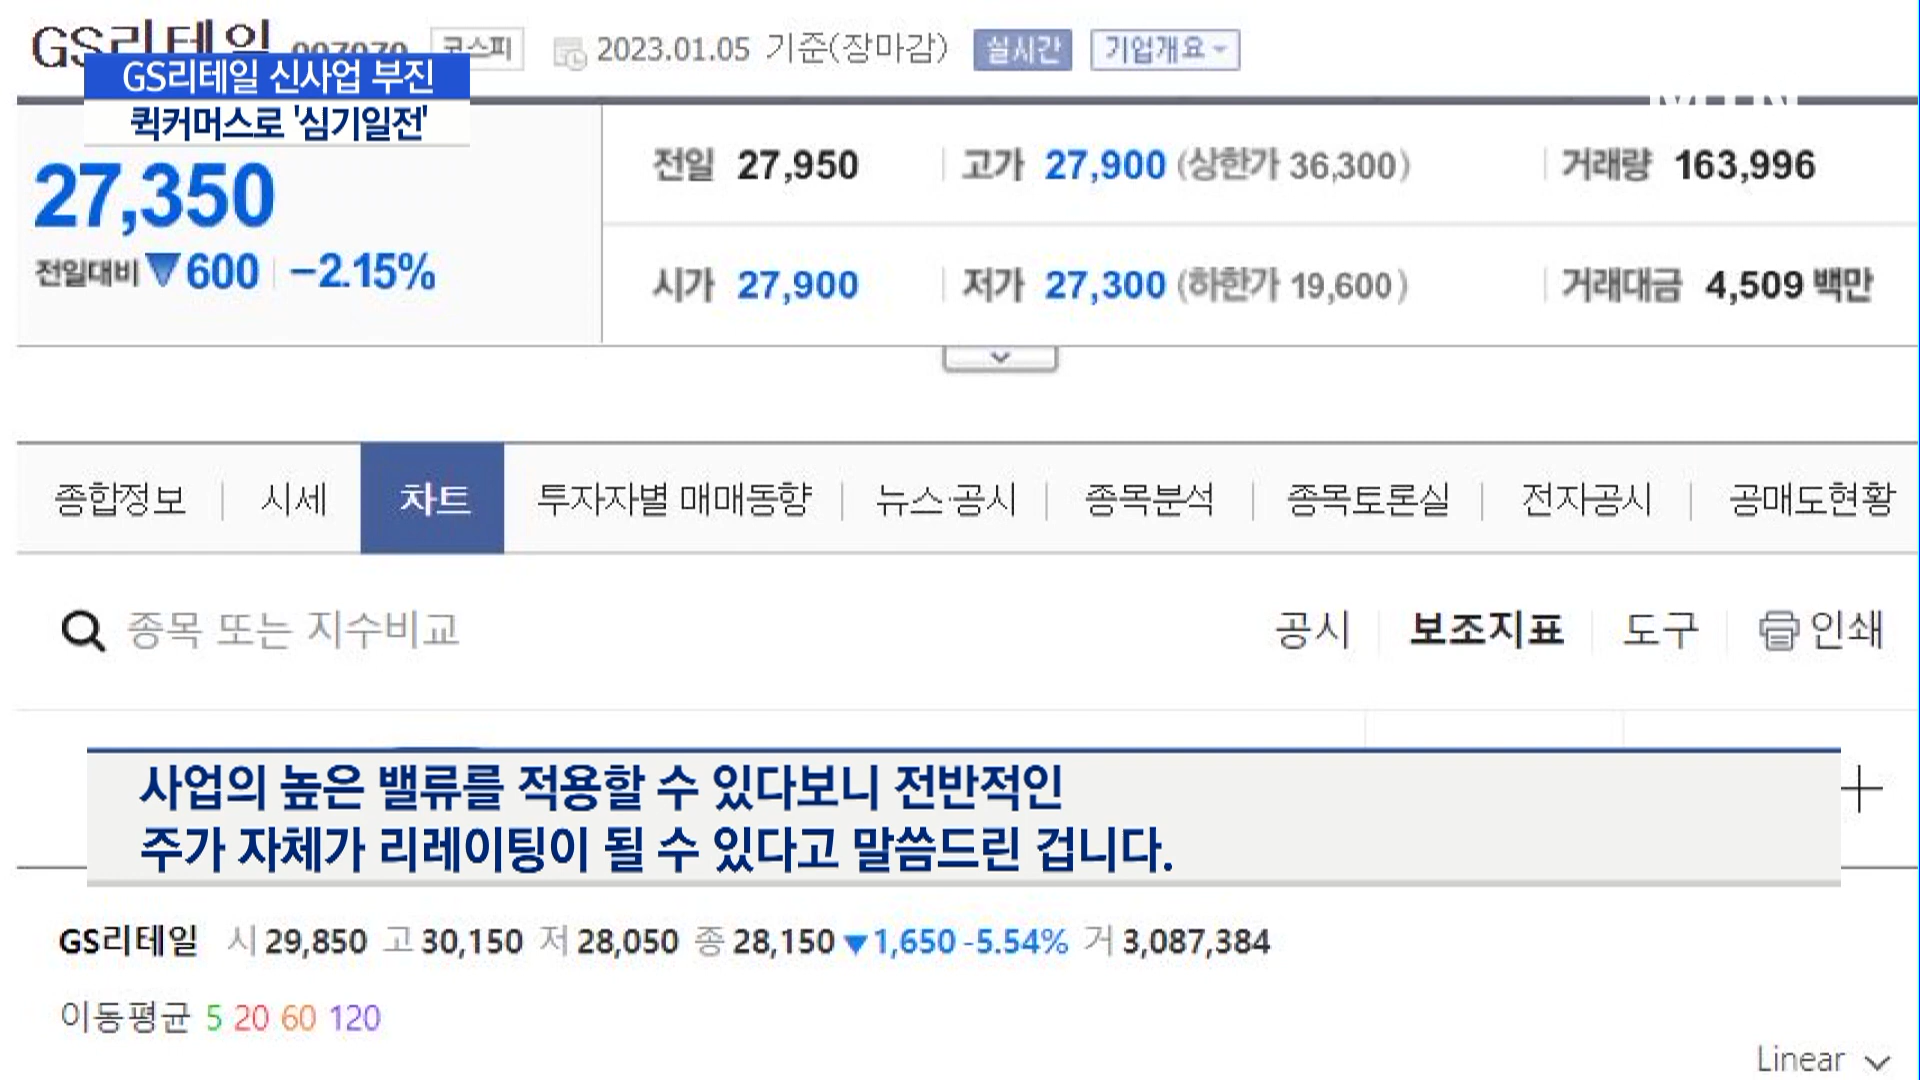 GS리테일 007070 코스피 2023.01.05 기준(장마감) 실시간 기업개요
GS리테일 신사업 부진
퀵커머스로 '심기일전'
MTN
27,350
전일대비 ▼600 -2.15%
전일 27,950 고가 27,900 (상한가 36,300) 거래량 163,996
시가 27,900 저가 27,300 (하한가 19,600) 거래대금 4,509 백만
종합정보 시세 차트 투자자별 매매동향 뉴스·공시 종목분석 종목토론실 전자공시 공매도현황
종목 또는 지수비교 공시 보조지표 도구 인쇄
사업의 높은 밸류를 적용할 수 있다보니 전반적인
주가 자체가 리레이팅이 될 수 있다고 말씀드린 겁니다.
GS리테일 시 29,850 고 30,150 저 28,050 종 28,150 ▼1,650 -5.54% 거 3,087,384
이동평균 5 20 60 120
Linear